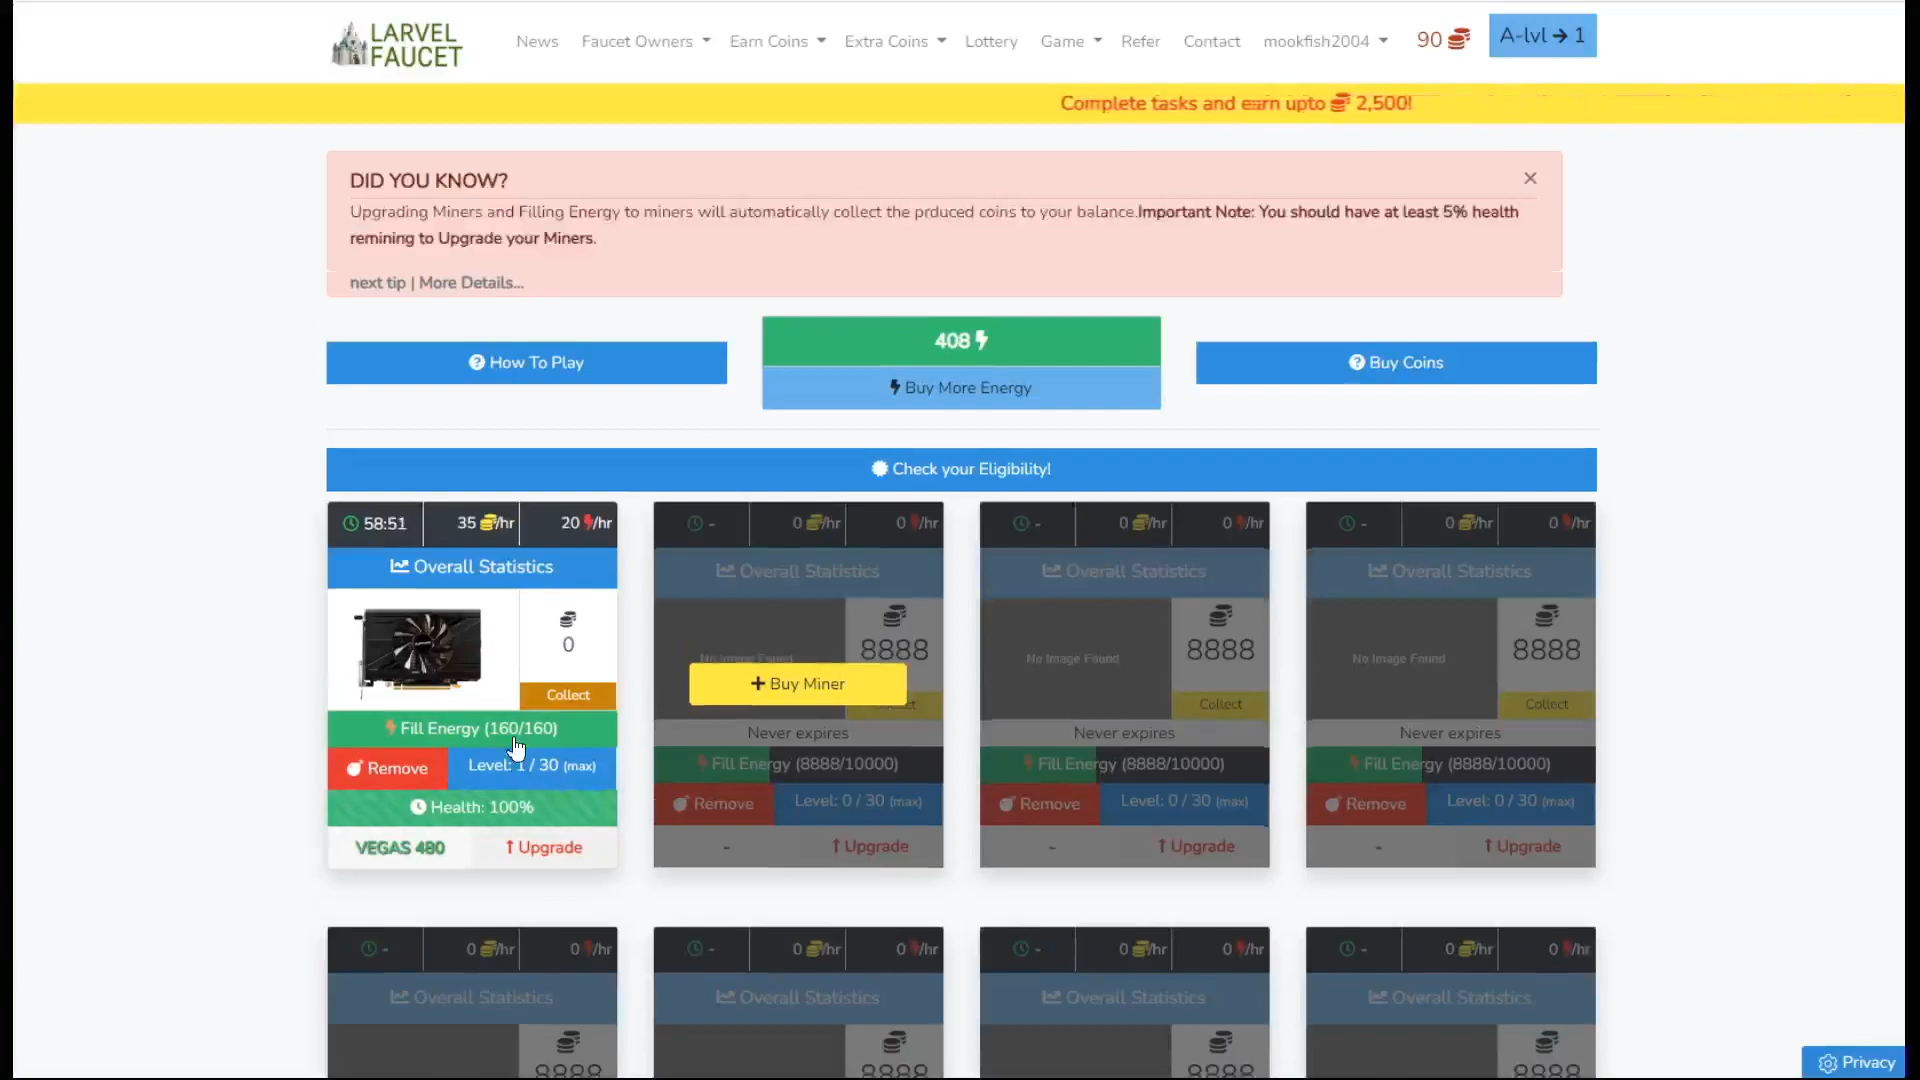 LARVEL
FAUCET
News Faucet Owners Earn Coins Extra Coins Lottery Game Refer Contact mookfish2004 90 A-lvl → 1
Complete tasks and earn upto 2,500!
DID YOU KNOW? ×
Upgrading Miners and Filling Energy to miners will automatically collect the prduced coins to your balance.Important Note: You should have at least 5% health
remining to Upgrade your Miners.
next tip | More Details...
408
How To Play Buy More Energy Buy Coins
Check your Eligibility!
58:51 35 /hr 20 /hr - 0 /hr 0 /hr - 0 /hr 0 /hr - 0 /hr 0 /hr
Overall Statistics Overall Statistics Overall Statistics Overall Statistics
0 8888 8888 8888
No Image Found No Image Found No Image Found
+ Buy Miner
Collect Collect Collect
Fill Energy (160/160) Never expires Never expires Never expires
Remove Level: 1 / 30 (max) Fill Energy (8888/10000) Fill Energy (8888/10000) Fill Energy (8888/10000)
Health: 100% Remove Level: 0 / 30 (max) Remove Level: 0 / 30 (max) Remove Level: 0 / 30 (max)
VEGAS 480 Upgrade - Upgrade - Upgrade - Upgrade
- 0 /hr 0 /hr - 0 /hr 0 /hr - 0 /hr 0 /hr - 0 /hr 0 /hr
Overall Statistics Overall Statistics Overall Statistics Overall Statistics
8888 8888 8888 8888
Privacy